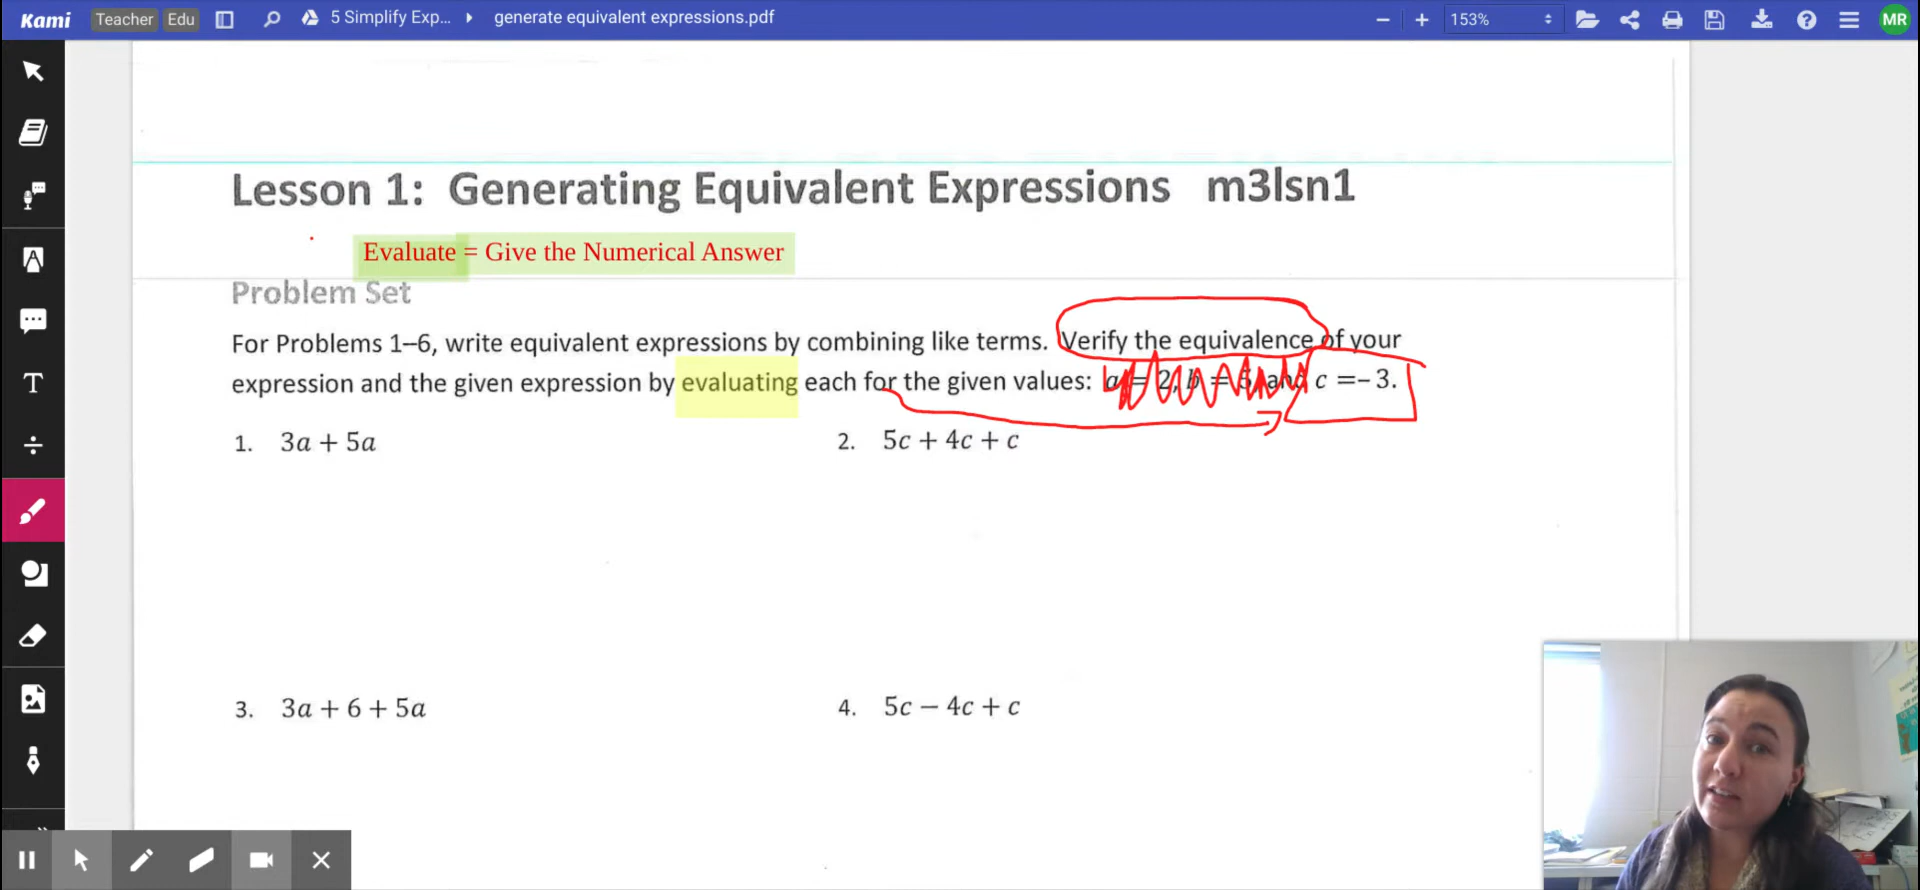 Kami Teacher Edu 5 Simplify Exp... generate equivalent expressions.pdf 153% MR
Lesson 1: Generating Equivalent Expressions m3lsn1
Evaluate = Give the Numerical Answer
Problem Set
For Problems 1–6, write equivalent expressions by combining like terms. Verify the equivalence of your
expression and the given expression by evaluating each for the given values: a = 2, b = 5, and c =– 3.
1. 3a + 5a
2. 5c + 4c + c
3. 3a + 6 + 5a
4. 5c − 4c + c